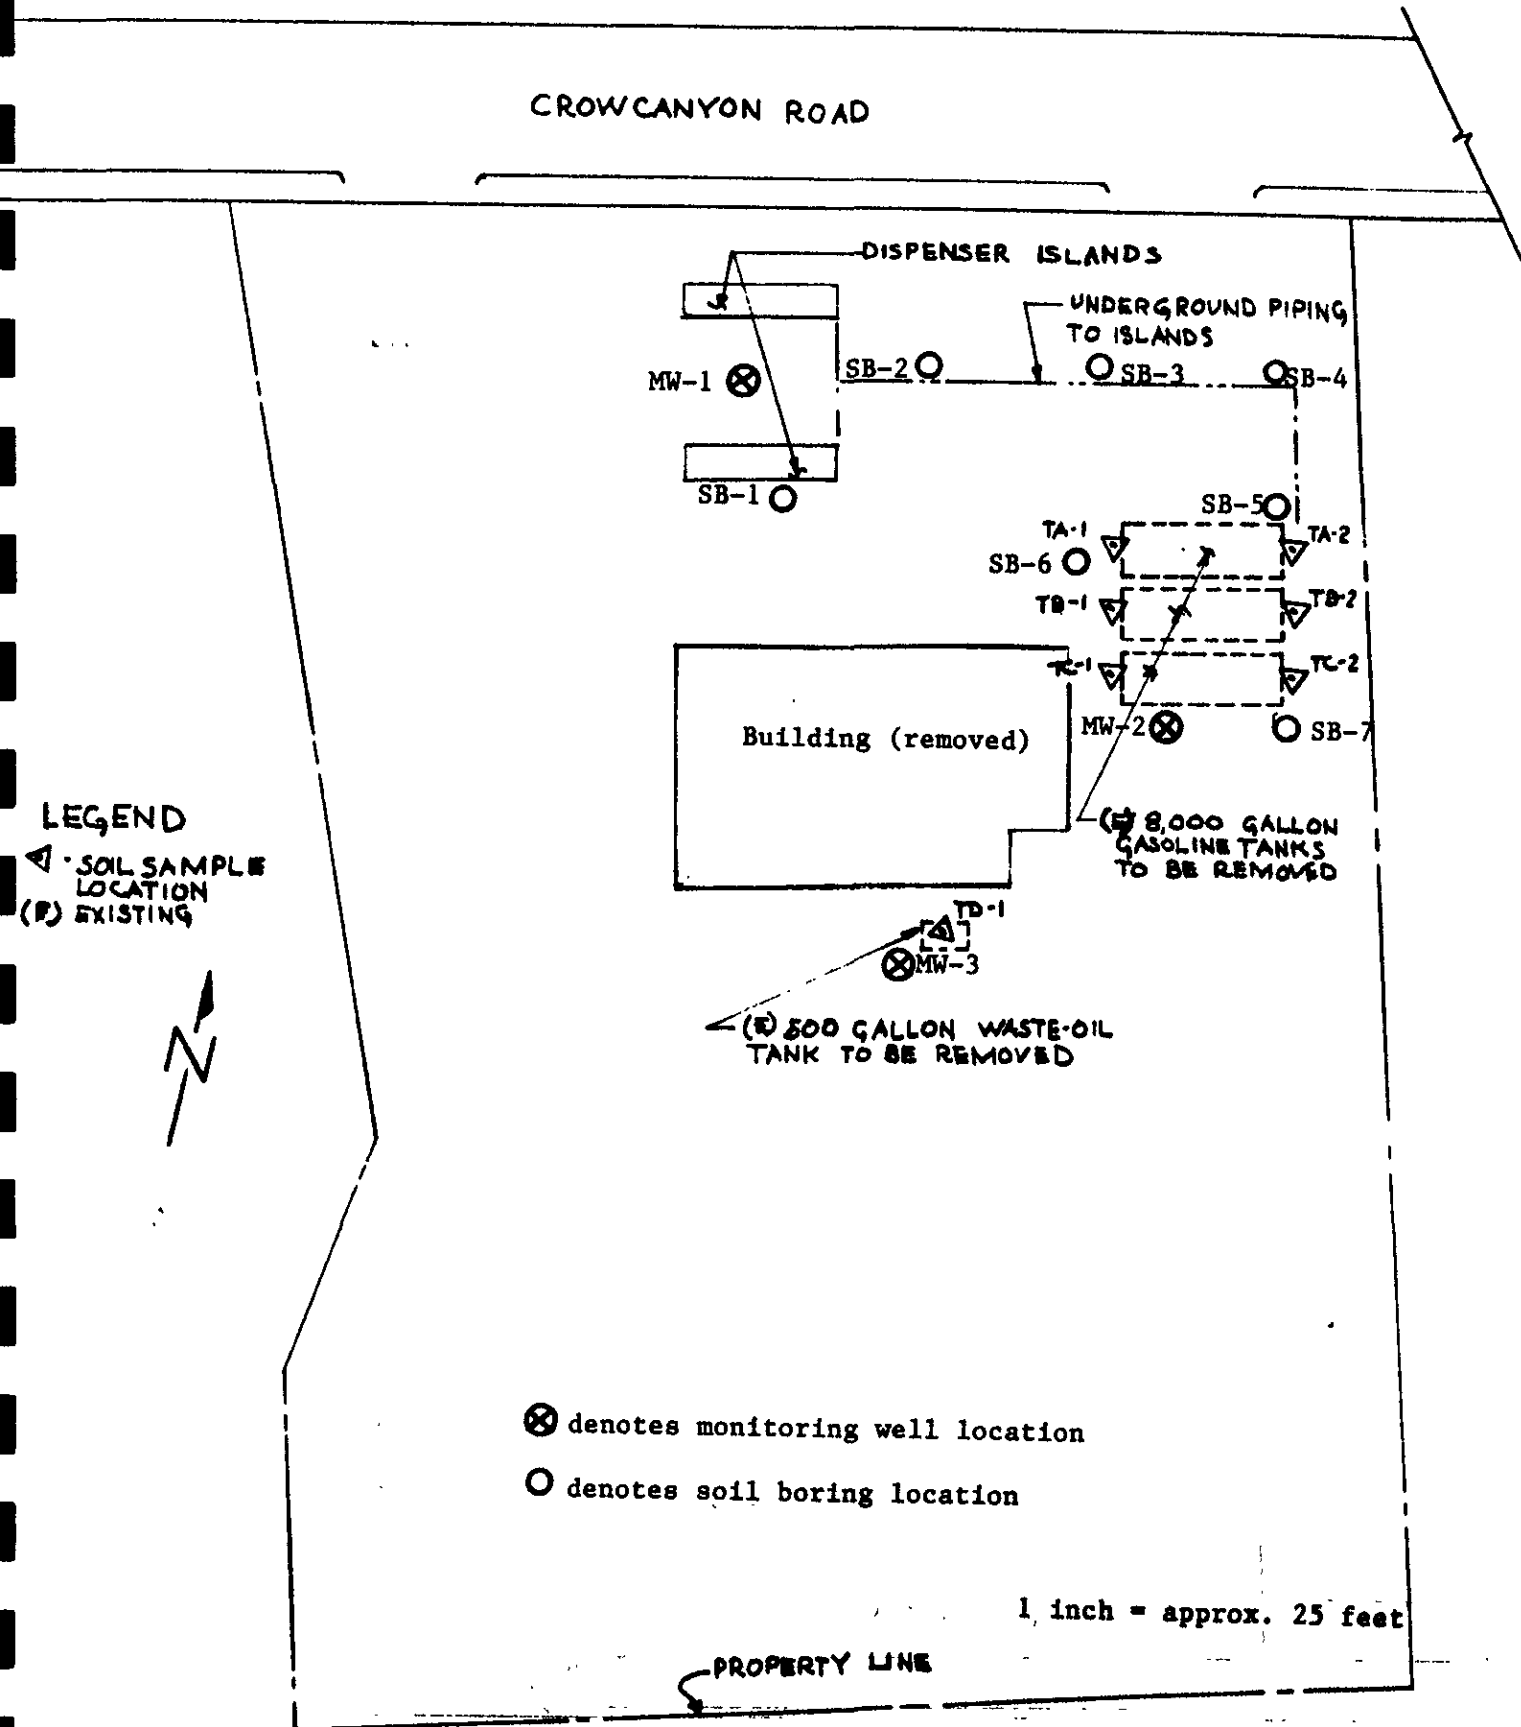 CROW CANYON ROAD
DISPENSER ISLANDS
UNDERGROUND PIPING
TO ISLANDS
MW-1
SB-2
SB-3
SB-4
SB-1
SB-5
TA-1
TA-2
SB-6
TB-1
TB-2
TC-1
TC-2
Building (removed)
MW-2
SB-7
LEGEND
SOIL SAMPLE
LOCATION
(E) EXISTING
(E) 8,000 GALLON
GASOLINE TANKS
TO BE REMOVED
TD-1
MW-3
(E) 500 GALLON WASTE-OIL
TANK TO BE REMOVED
N
denotes monitoring well location
denotes soil boring location
1 inch = approx. 25 feet
PROPERTY LINE